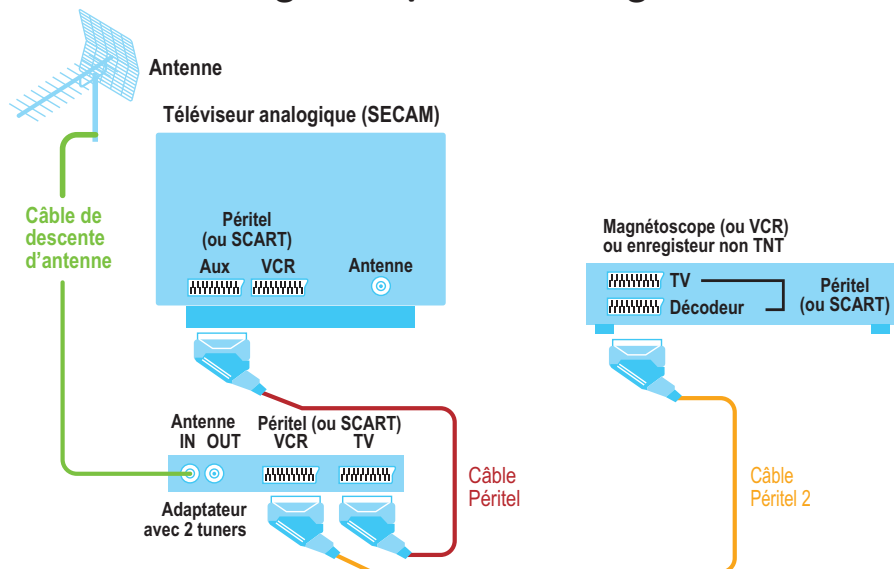 Antenne
Téléviseur analogique (SECAM)
Câble de
descente
d'antenne
Péritel
(ou SCART)
Aux VCR
Antenne
Magnétoscope (ou VCR)
ou enregisteur non TNT
TV
Décodeur
Péritel
(ou SCART)
Antenne
IN OUT
Péritel (ou SCART)
VCR TV
Adaptateur
avec 2 tuners
Câble
Péritel
Câble
Péritel 2